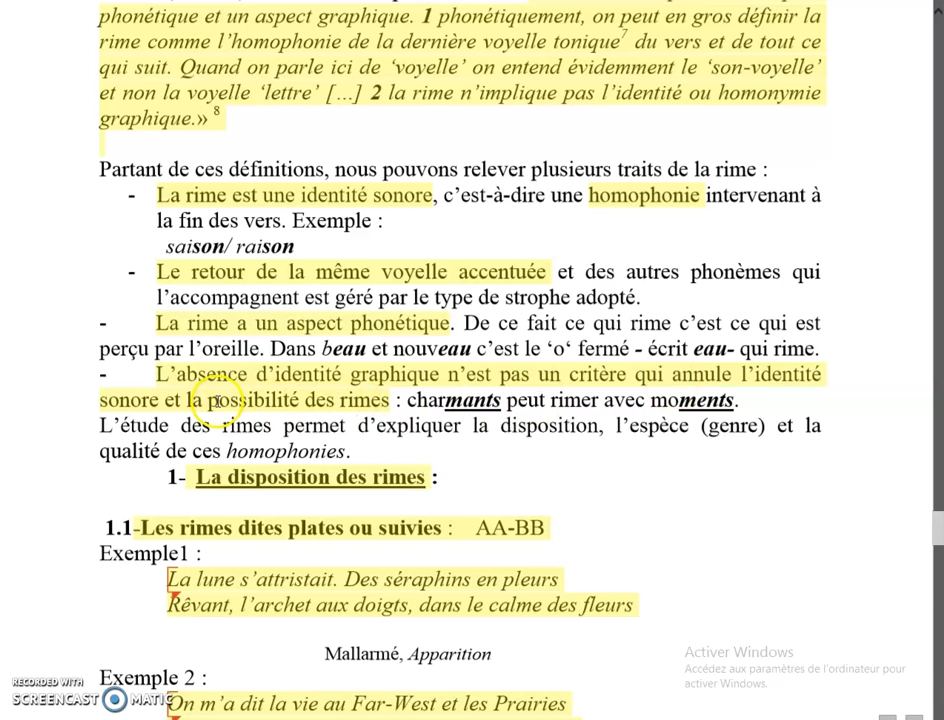 phonétique et un aspect graphique. 1 phonétiquement, on peut en gros définir la
rime comme l’homophonie de la dernière voyelle tonique7 du vers et de tout ce
qui suit. Quand on parle ici de ‘voyelle’ on entend évidemment le ‘son-voyelle’
et non la voyelle ‘lettre’ […] 2 la rime n’implique pas l’identité ou homonymie
graphique.» 8
Partant de ces définitions, nous pouvons relever plusieurs traits de la rime :
- La rime est une identité sonore, c’est-à-dire une homophonie intervenant à
la fin des vers. Exemple :
saison/ raison
- Le retour de la même voyelle accentuée et des autres phonèmes qui
l’accompagnent est géré par le type de strophe adopté.
- La rime a un aspect phonétique. De ce fait ce qui rime c’est ce qui est
perçu par l’oreille. Dans beau et nouveau c’est le ‘o‘ fermé - écrit eau- qui rime.
- L’absence d’identité graphique n’est pas un critère qui annule l’identité
sonore et la possibilité des rimes : charmants peut rimer avec moments.
L’étude des rimes permet d’expliquer la disposition, l’espèce (genre) et la
qualité de ces homophonies.
1- La disposition des rimes :
1.1-Les rimes dites plates ou suivies : AA-BB
Exemple1 :
La lune s’attristait. Des séraphins en pleurs
Rêvant, l’archet aux doigts, dans le calme des fleurs
Mallarmé, Apparition
Activer Windows
Accédez aux paramètres de l'ordinateur pour
activer Windows.
Exemple 2 :
RECORDED WITH
SCREENCAST MATIC
On m’a dit la vie au Far-West et les Prairies